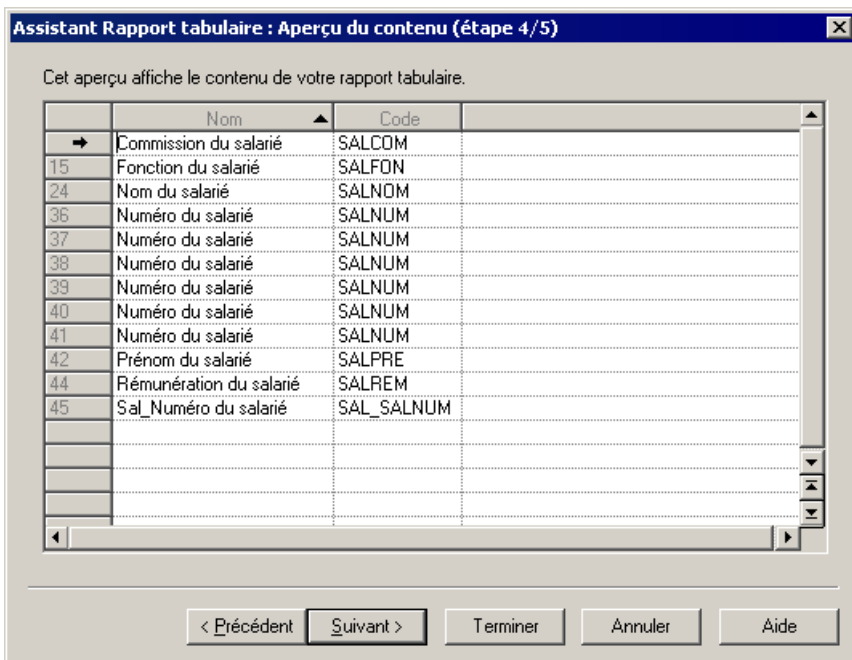 Assistant Rapport tabulaire : Aperçu du contenu (étape 4/5)
Cet aperçu affiche le contenu de votre rapport tabulaire.
Nom Code
Commission du salarié SALCOM
15 Fonction du salarié SALFON
24 Nom du salarié SALNOM
36 Numéro du salarié SALNUM
37 Numéro du salarié SALNUM
38 Numéro du salarié SALNUM
39 Numéro du salarié SALNUM
40 Numéro du salarié SALNUM
41 Numéro du salarié SALNUM
42 Prénom du salarié SALPRE
44 Rémunération du salarié SALREM
45 Sal_Numéro du salarié SAL_SALNUM
< Précédent Suivant > Terminer Annuler Aide